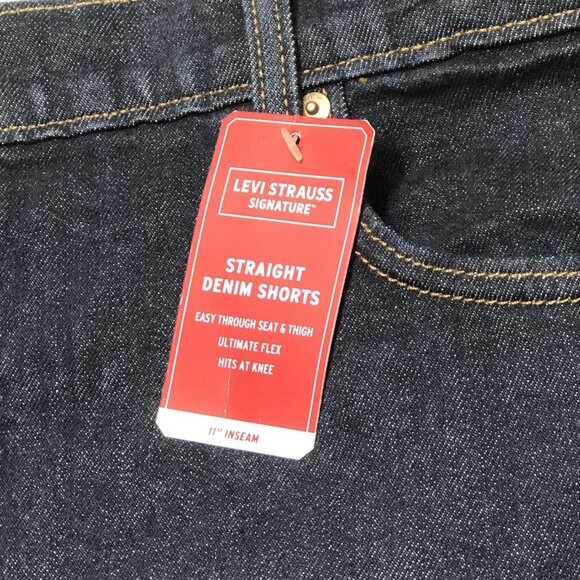 LEVI STRAUSS
SIGNATURE™
STRAIGHT
DENIM SHORTS
EASY THROUGH SEAT & THIGH
ULTIMATE FLEX
HITS AT KNEE
11" INSEAM